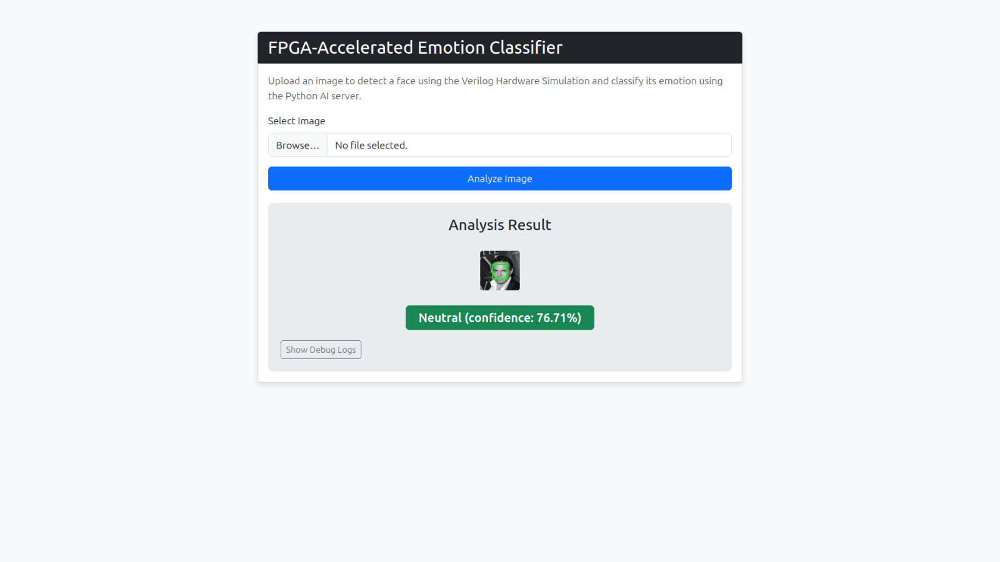 FPGA-Accelerated Emotion Classifier
Upload an image to detect a face using the Verilog Hardware Simulation and classify its emotion using
the Python AI server.
Select Image
Browse... No file selected.
Analyze Image
Analysis Result
Neutral (confidence: 76.71%)
Show Debug Logs